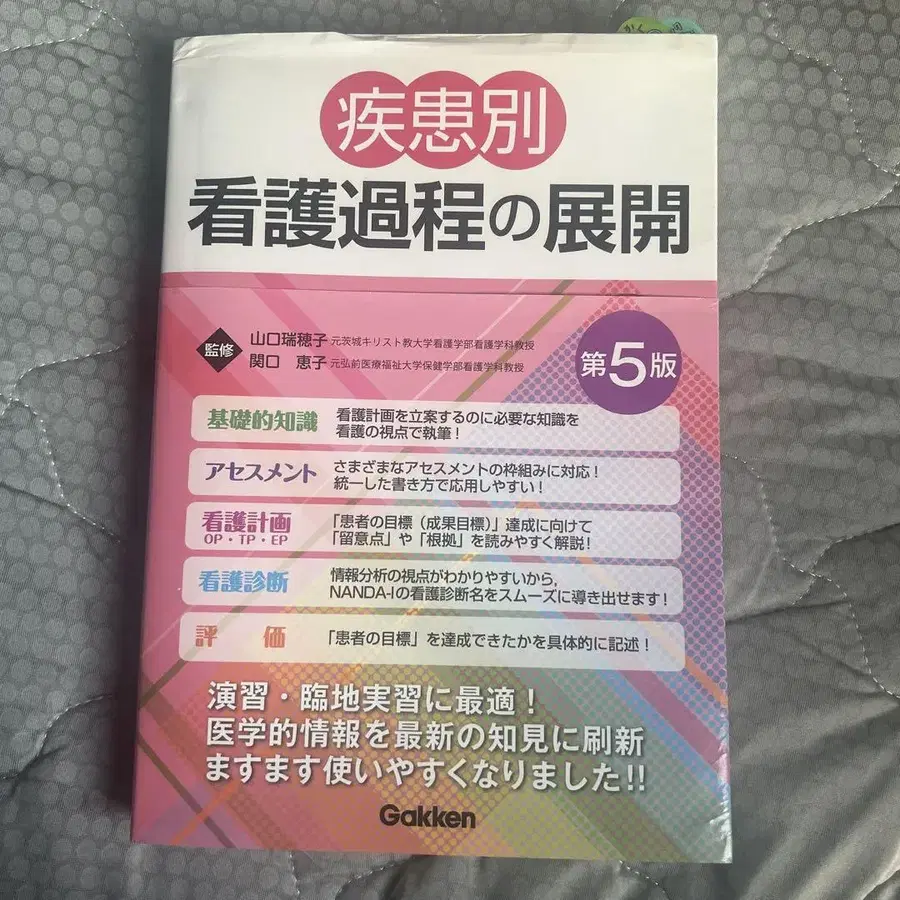 疾患別
看護過程の展開
監修
山口瑞穂子 元茨城キリスト教大学看護学部看護学科教授
関口 恵子 元弘前医療福祉大学保健学部看護学科教授
第5版
基礎的知識
看護計画を立案するのに必要な知識を
看護の視点で執筆！
アセスメント
さまざまなアセスメントの枠組みに対応！
統一した書き方で応用しやすい！
看護計画
OP・TP・EP
「患者の目標（成果目標）」達成に向けて
「留意点」や「根拠」を読みやすく解説！
看護診断
情報分析の視点がわかりやすいから，
NANDA-Iの看護診断名をスムーズに導き出せます！
評 価
「患者の目標」を達成できたかを具体的に記述！
演習・臨地実習に最適！
医学的情報を最新の知見に刷新
ますます使いやすくなりました!!
Gakken